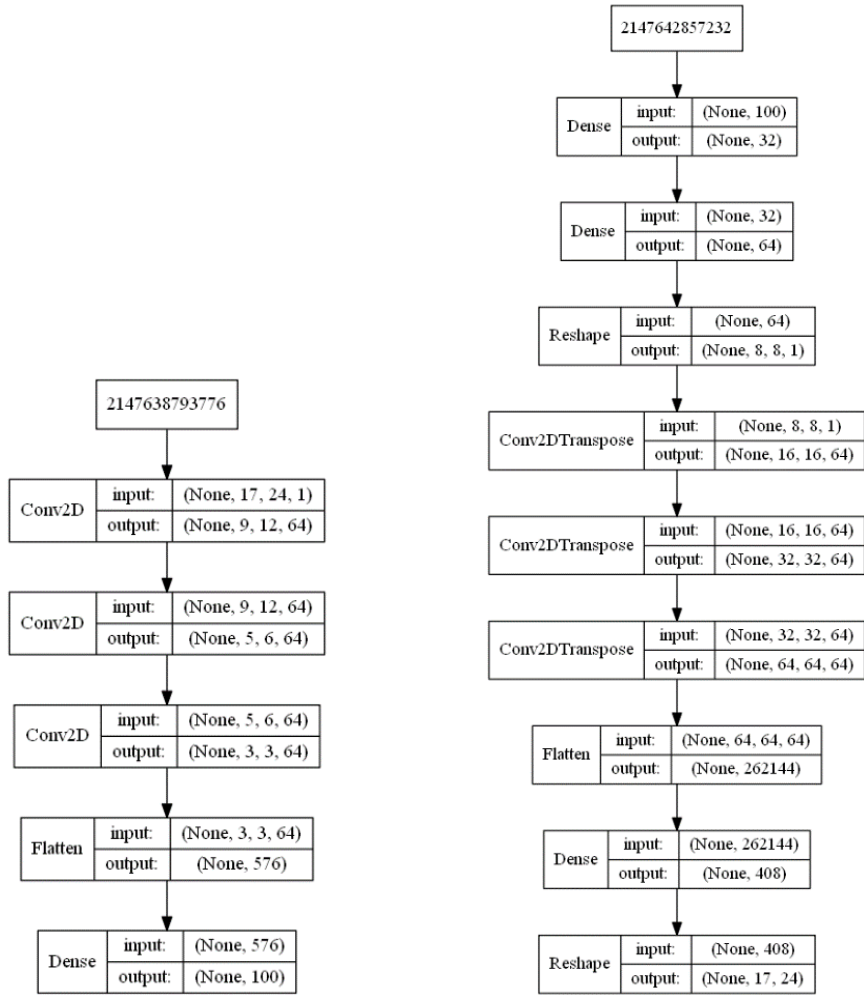 2147638793776
Conv2D
input: (None, 17, 24, 1)
output: (None, 9, 12, 64)
Conv2D
input: (None, 9, 12, 64)
output: (None, 5, 6, 64)
Conv2D
input: (None, 5, 6, 64)
output: (None, 3, 3, 64)
Flatten
input: (None, 3, 3, 64)
output: (None, 576)
Dense
input: (None, 576)
output: (None, 100)
2147642857232
Dense
input: (None, 100)
output: (None, 32)
Dense
input: (None, 32)
output: (None, 64)
Reshape
input: (None, 64)
output: (None, 8, 8, 1)
Conv2DTranspose
input: (None, 8, 8, 1)
output: (None, 16, 16, 64)
Conv2DTranspose
input: (None, 16, 16, 64)
output: (None, 32, 32, 64)
Conv2DTranspose
input: (None, 32, 32, 64)
output: (None, 64, 64, 64)
Flatten
input: (None, 64, 64, 64)
output: (None, 262144)
Dense
input: (None, 262144)
output: (None, 408)
Reshape
input: (None, 408)
output: (None, 17, 24)